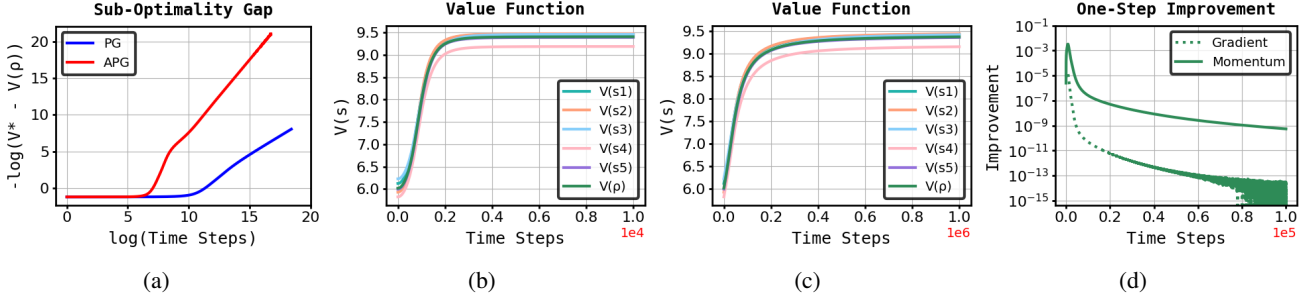 Sub-Optimality Gap
-log(V* - V(ρ))
20
15
10
5
0
PG
APG
0 5 10 15 20
log(Time Steps)
(a)
Value Function
V(s)
9.5
9.0
8.5
8.0
7.5
7.0
6.5
6.0
V(s1)
V(s2)
V(s3)
V(s4)
V(s5)
V(ρ)
0.0 0.2 0.4 0.6 0.8 1.0
Time Steps 1e4
(b)
Value Function
V(s)
9.5
9.0
8.5
8.0
7.5
7.0
6.5
6.0
V(s1)
V(s2)
V(s3)
V(s4)
V(s5)
V(ρ)
0.0 0.2 0.4 0.6 0.8 1.0
Time Steps 1e6
(c)
One-Step Improvement
Improvement
10⁻¹
10⁻³
10⁻⁵
10⁻⁷
10⁻⁹
10⁻¹¹
10⁻¹³
10⁻¹⁵
Gradient
Momentum
0.0 0.2 0.4 0.6 0.8 1.0
Time Steps 1e5
(d)